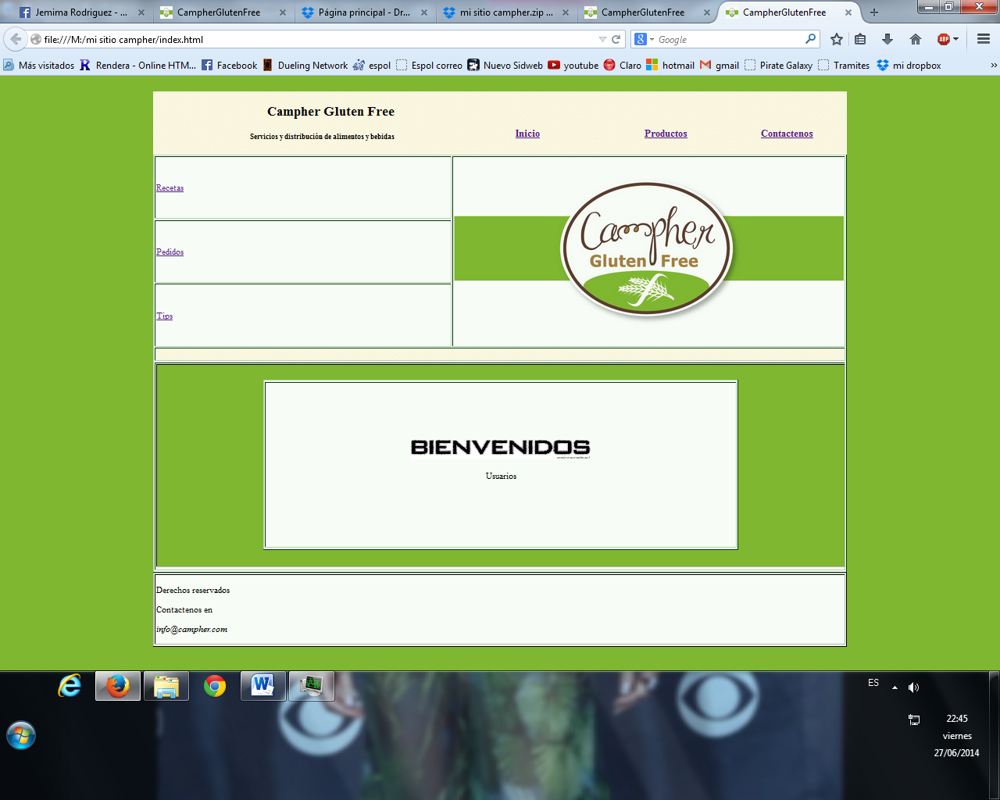 Jemima Rodriguez - ...
CampherGlutenFree
Página principal - Dr...
mi sitio campher.zip ...
CampherGlutenFree
CampherGlutenFree
file:///M:/mi sitio campher/index.html
Google
Más visitados
Rendera - Online HTM...
Facebook
Dueling Network
espol
Espol correo
Nuevo Sidweb
youtube
Claro
hotmail
gmail
Pirate Galaxy
Tramites
mi dropbox
Campher Gluten Free
Servicios y distribución de alimentos y bebidas
Inicio
Productos
Contactenos
Recetas
Pedidos
Tips
Campher
Gluten Free
BIENVENIDOS
Usuarios
Derechos reservados
Contactenos en
info@campher.com
ES
22:45
viernes
27/06/2014